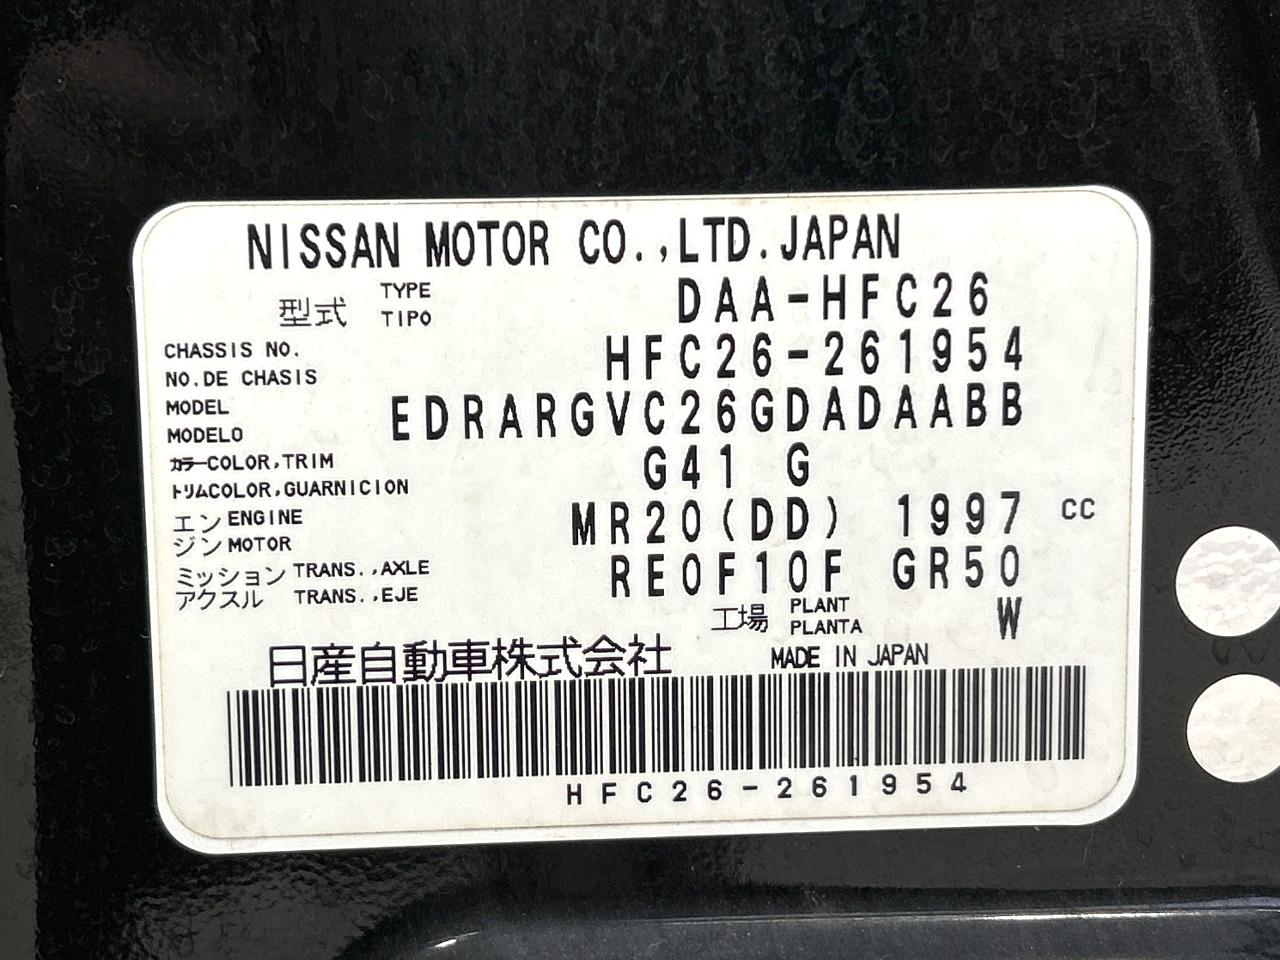 NISSAN MOTOR CO.,LTD.JAPAN
型式 TYPE TIPO DAA-HFC26
CHASSIS NO.
NO.DE CHASIS HFC26-261954
MODEL
MODELO EDRARGVC26GDADAABB
カラーCOLOR,TRIM
トリムCOLOR,GUARNICION G41 G
エンジン ENGINE MOTOR MR20(DD) 1997 CC
ミッション TRANS.,AXLE
アクスル TRANS.,EJE RE0F10F GR50
工場 PLANT PLANTA W
日産自動車株式会社 MADE IN JAPAN
HFC26-261954